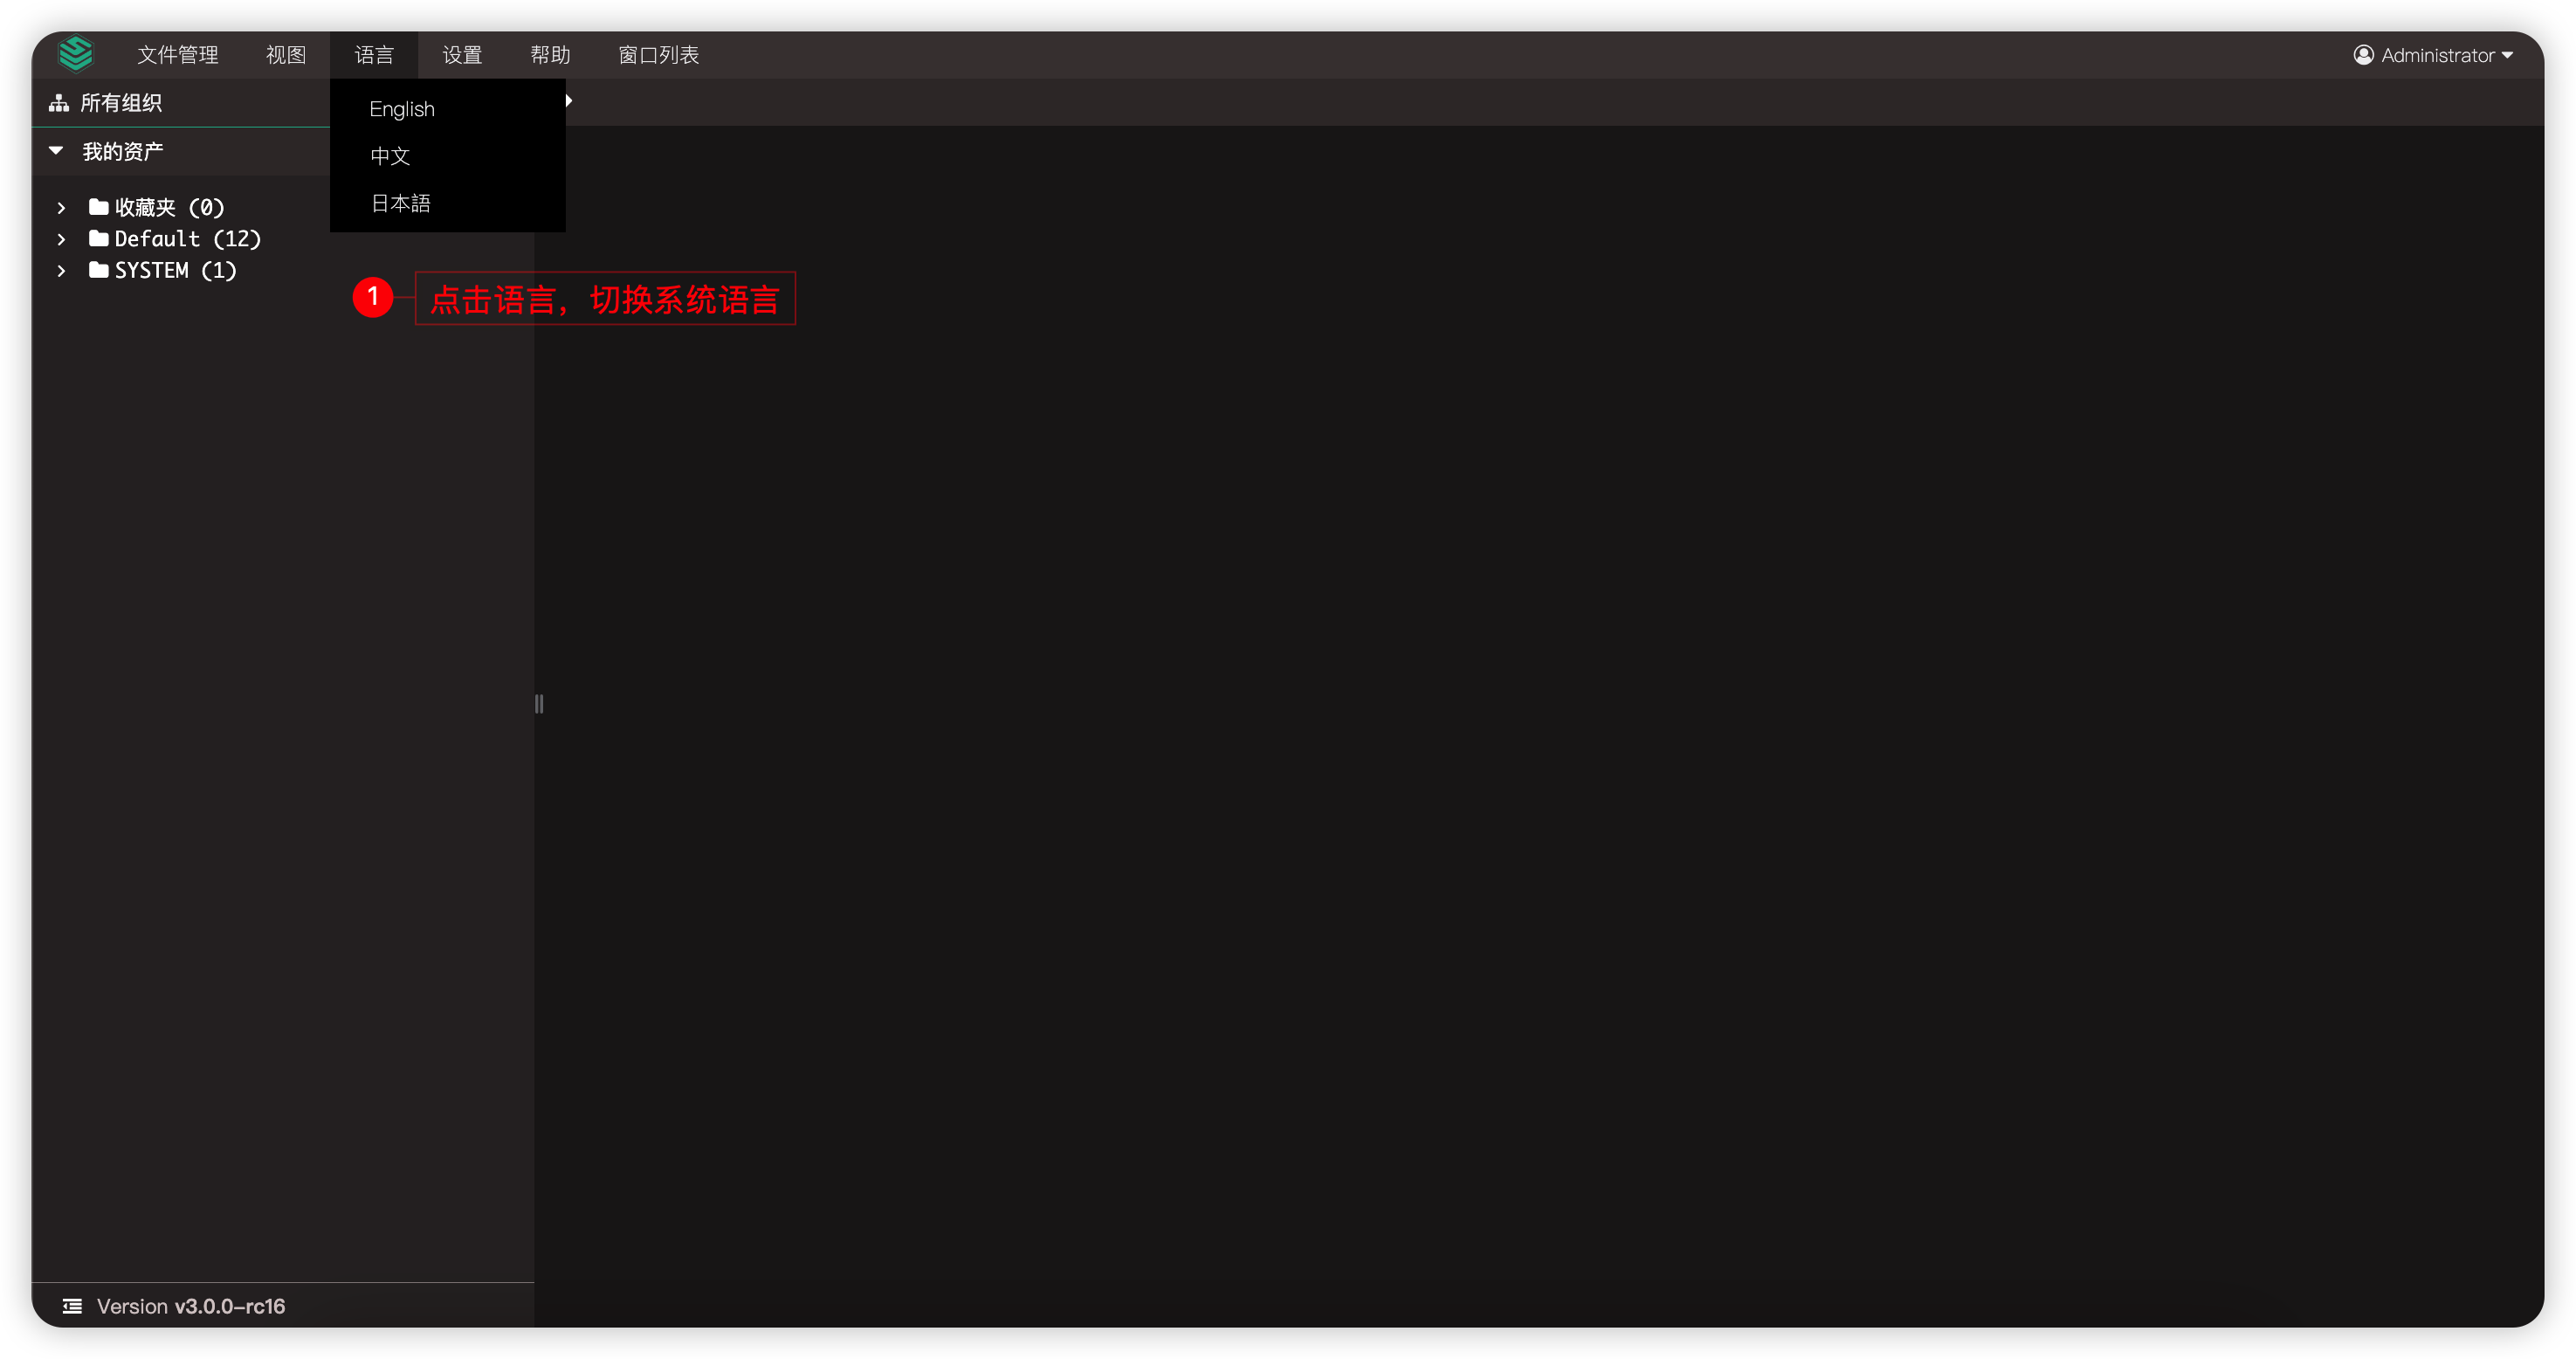 文件管理 视图 语言 设置 帮助 窗口列表 Administrator
所有组织
English
我的资产
中文
日本語
收藏夹 (0)
Default (12)
SYSTEM (1)
1 点击语言，切换系统语言
Version v3.0.0-rc16